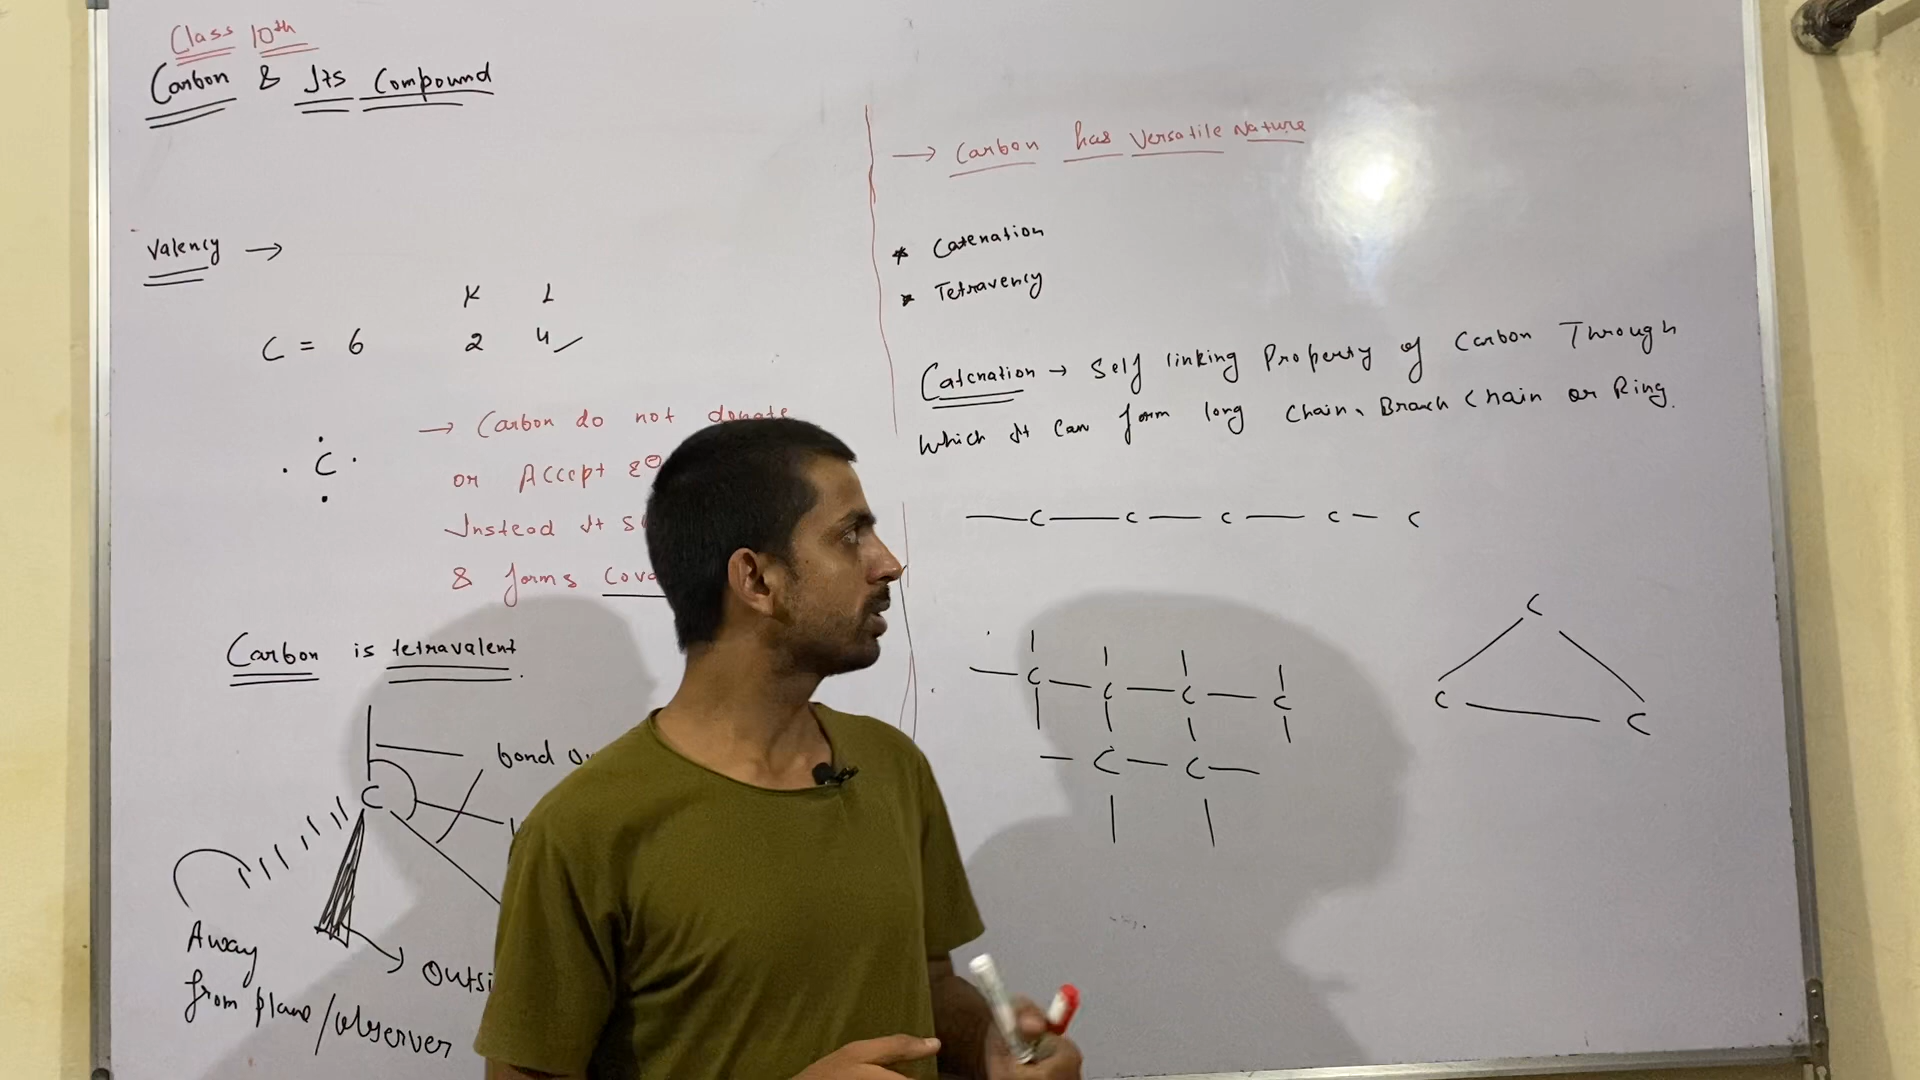 Class 10th
Carbon & Its Compound
Valency →
K L
C = 6 2 4
C
→ Carbon do not donate
or Accept e⊖
Instead It
& forms
Carbon is tetravalent.
bond
C
Away
from plane/observer
→ Carbon has Versatile Nature
* Catenation
* Tetravency
Catenation → Self linking Property of Carbon Through
Which It Can form long Chain, Branch Chain or Ring.
— C — C — C — C — C
C
C C
— C — C — C — C
— C — C —